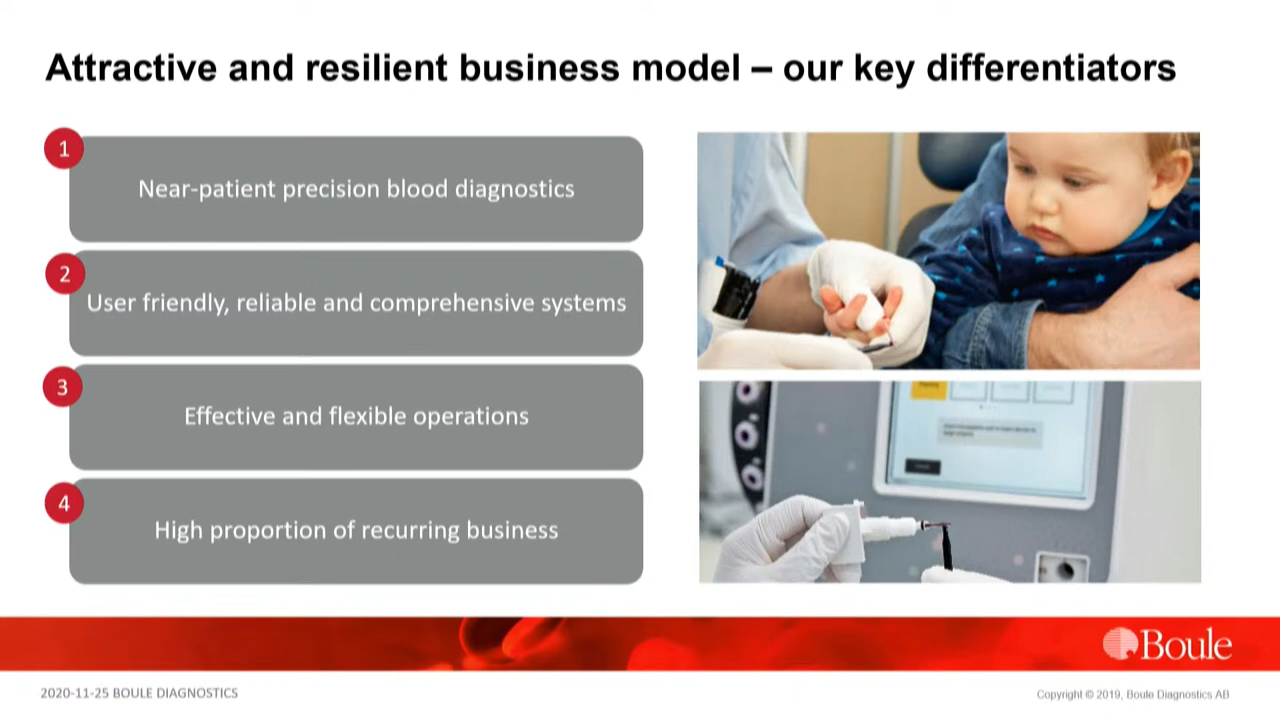 Attractive and resilient business model – our key differentiators
1
Near-patient precision blood diagnostics
2
User friendly, reliable and comprehensive systems
3
Effective and flexible operations
4
High proportion of recurring business
Boule
2020-11-25 BOULE DIAGNOSTICS
Copyright © 2019, Boule Diagnostics AB